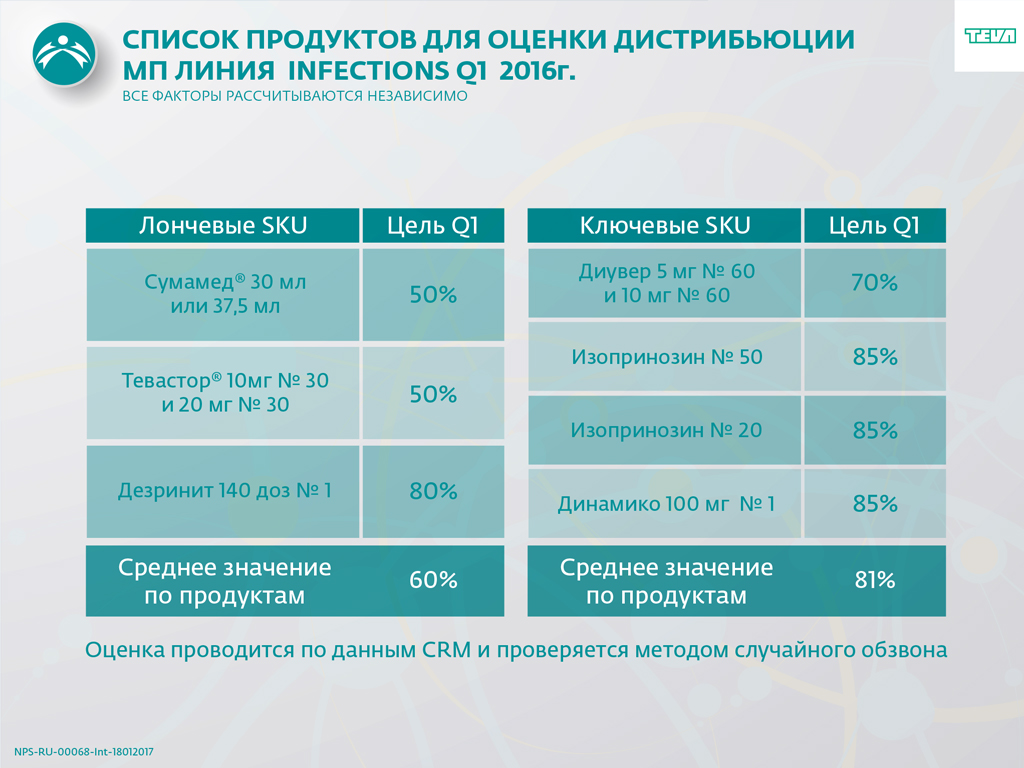 СПИСОК ПРОДУКТОВ ДЛЯ ОЦЕНКИ ДИСТРИБЬЮЦИИ
МП ЛИНИЯ INFECTIONS Q1 2016г.
ВСЕ ФАКТОРЫ РАССЧИТЫВАЮТСЯ НЕЗАВИСИМО
TEVA
Лончевые SKU
Цель Q1
Сумамед® 30 мл
или 37,5 мл
50%
Тевастор® 10мг № 30
и 20 мг № 30
50%
Дезринит 140 доз № 1
80%
Среднее значение
по продуктам
60%
Ключевые SKU
Цель Q1
Диувер 5 мг № 60
и 10 мг № 60
70%
Изопринозин № 50
85%
Изопринозин № 20
85%
Динамико 100 мг № 1
85%
Среднее значение
по продуктам
81%
Оценка проводится по данным CRM и проверяется методом случайного обзвона
NPS-RU-00068-Int-18012017